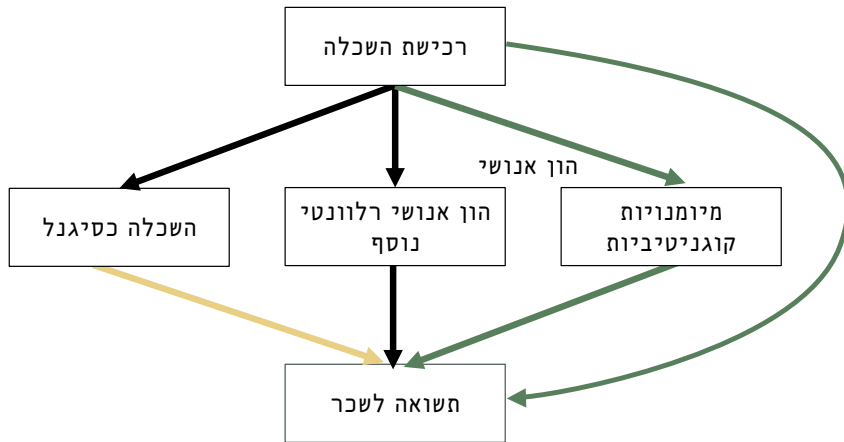 רכישת השכלה
הון אנושי
מיומנויות
קוגניטיביות
הון אנושי רלוונטי
נוסף
השכלה כסיגנל
תשואה לשכר